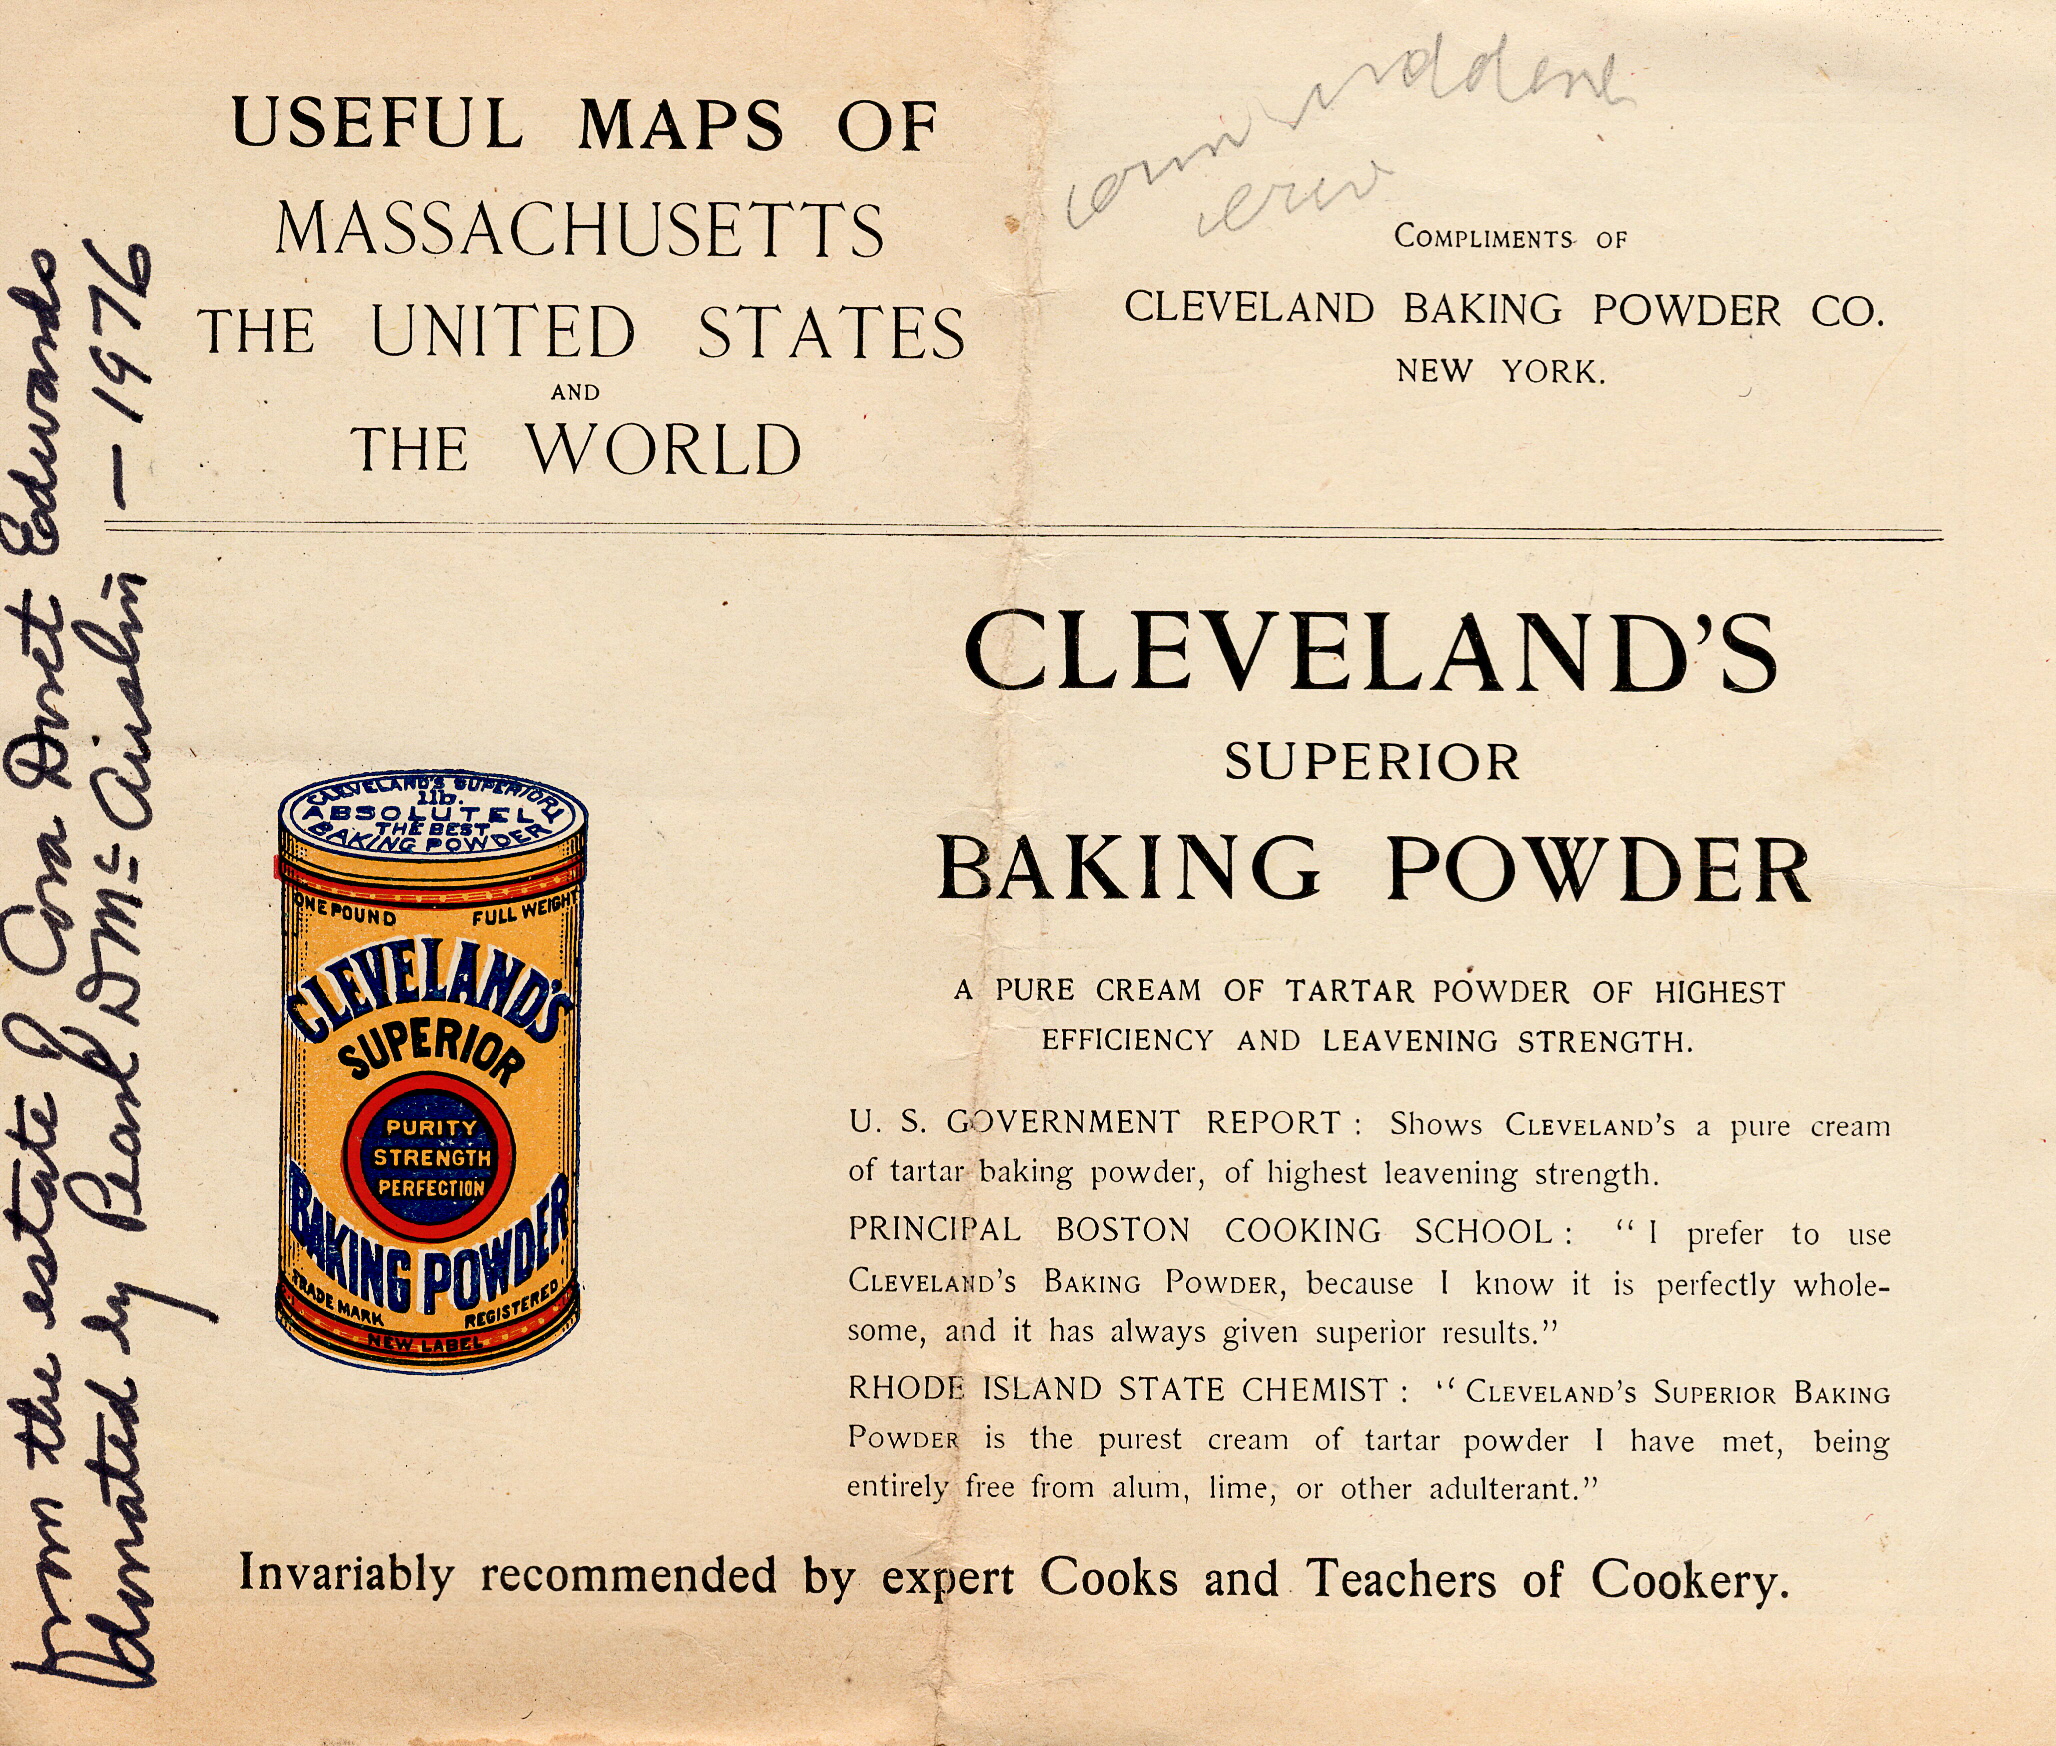 USEFUL MAPS OF
MASSACHUSETTS
THE UNITED STATES
AND
THE WORLD
COMPLIMENTS OF
CLEVELAND BAKING POWDER CO.
NEW YORK.
CLEVELAND'S
SUPERIOR
BAKING POWDER
A PURE CREAM OF TARTAR POWDER OF HIGHEST
EFFICIENCY AND LEAVENING STRENGTH.
U. S. GOVERNMENT REPORT : Shows CLEVELAND'S a pure cream
of tartar baking powder, of highest leavening strength.
PRINCIPAL BOSTON COOKING SCHOOL : “ I prefer to use
CLEVELAND'S BAKING POWDER, because I know it is perfectly whole-
some, and it has always given superior results.”
RHODE ISLAND STATE CHEMIST : “ CLEVELAND'S SUPERIOR BAKING
POWDER is the purest cream of tartar powder I have met, being
entirely free from alum, lime, or other adulterant.”
Invariably recommended by expert Cooks and Teachers of Cookery.
CLEVELAND'S SUPERIOR
1lb.
ABSOLUTELY
THE BEST
BAKING POWDER
ONE POUND FULL WEIGHT
CLEVELAND'S
SUPERIOR
PURITY
STRENGTH
PERFECTION
BAKING POWDER
TRADE MARK REGISTERED
NEW LABEL
From the estate of Cora Edwards
Donated by Pearl D. — 1976